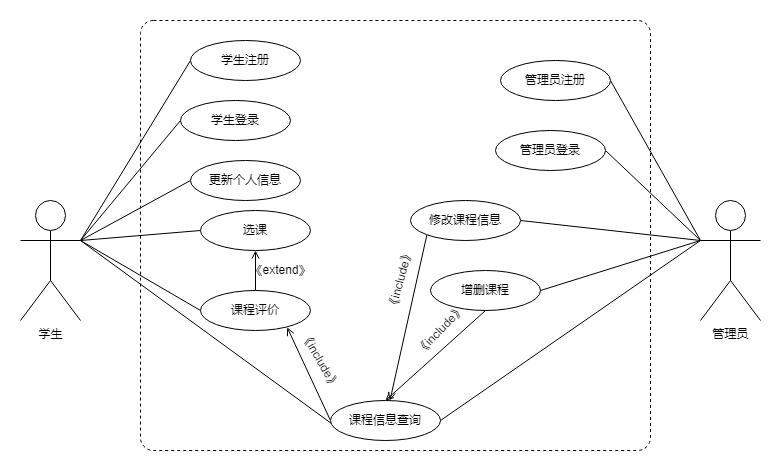 学生注册
管理员注册
学生登录
管理员登录
更新个人信息
选课
修改课程信息
《extend》
《include》
增删课程
课程评价
《include》
学生
管理员
《include》
课程信息查询